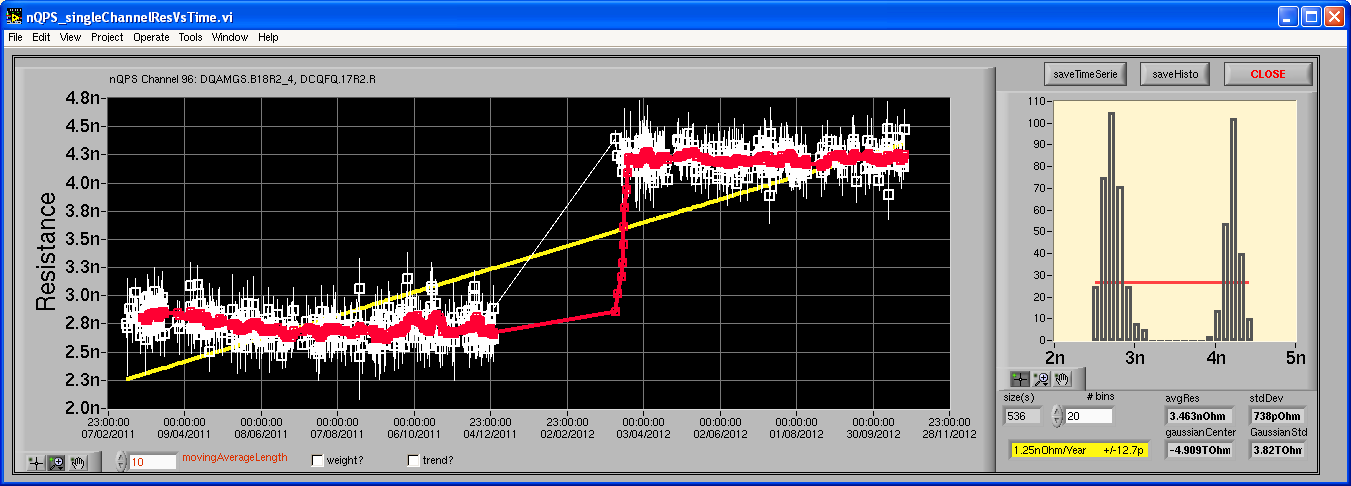 nQPS_singleChannelResVsTime.vi
File Edit View Project Operate Tools Window Help
nQPS Channel 96: DQAMGS.B18R2_4, DCQFQ.17R2.R
saveTimeSerie saveHisto CLOSE
Resistance
4.8n
4.5n
4.3n
4.0n
3.8n
3.5n
3.3n
3.0n
2.8n
2.5n
2.3n
2.0n
23:00:00 00:00:00 00:00:00 00:00:00 00:00:00 23:00:00 23:00:00 00:00:00 00:00:00 00:00:00 00:00:00 23:00:00
07/02/2011 09/04/2011 08/06/2011 07/08/2011 06/10/2011 04/12/2011 02/02/2012 03/04/2012 02/06/2012 01/08/2012 30/09/2012 28/11/2012
10 movingAverageLength weight? trend?
110
100
90
80
70
60
50
40
30
20
10
0
2n 3n 4n 5n
size(s) # bins avgRes stdDev
536 20 3.463nOhm 738pOhm
gaussianCenter GaussianStd
1.25nOhm/Year +/-12.7p -4.909TOhm 3.82TOhm